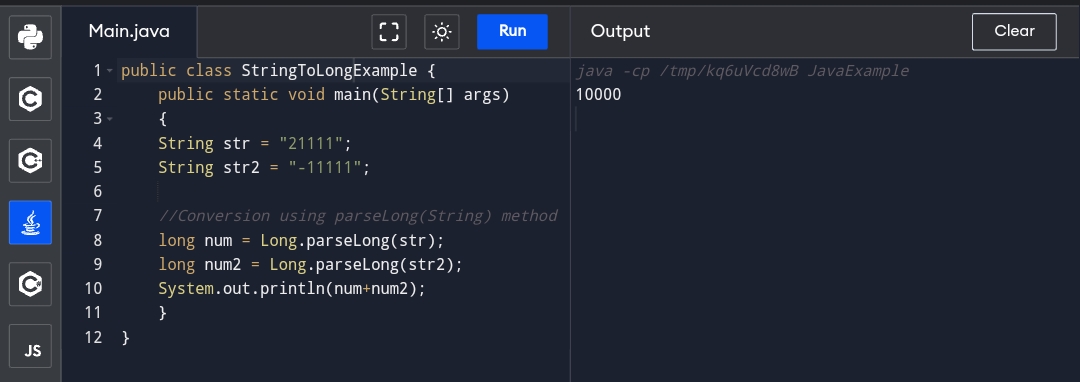 Main.java
Run
Output
Clear
1 public class StringToLongExample {
2 public static void main(String[] args)
3 {
4 String str = "21111";
5 String str2 = "-11111";
6
7 //Conversion using parseLong(String) method
8 long num = Long.parseLong(str);
9 long num2 = Long.parseLong(str2);
10 System.out.println(num+num2);
11 }
12 }
java -cp /tmp/kq6uVcd8wB JavaExample
10000
C
C++
C#
JS